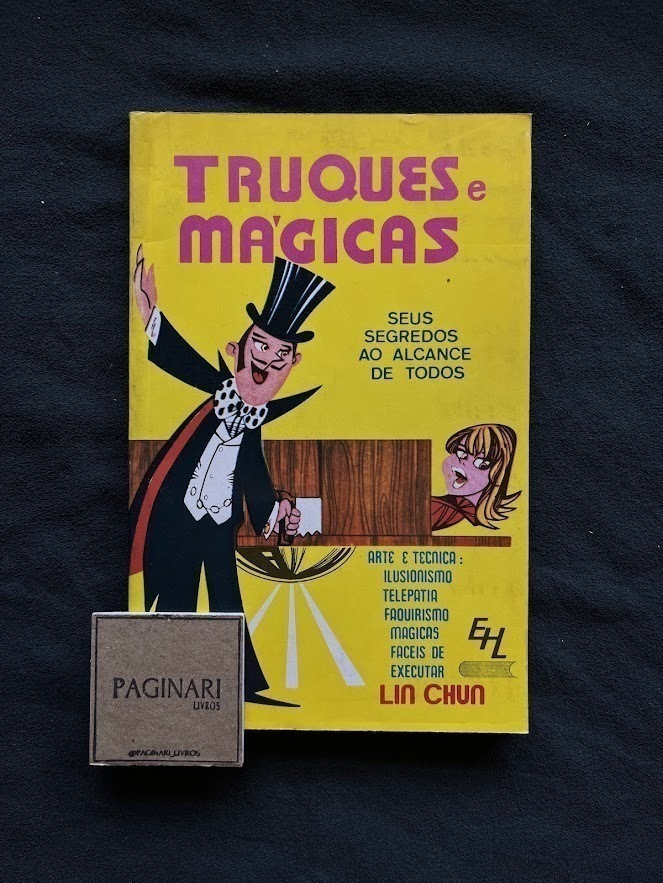 TRUQUES e
MÁGICAS
SEUS
SEGREDOS
AO ALCANCE
DE TODOS
ARTE E TECNICA:
ILUSIONISMO
TELEPATIA
FAQUIRISMO
MAGICAS
FACEIS DE
EXECUTAR
EHL
LIN CHUN
PAGINARI
LIVROS
@PAGINARI_LIVROS